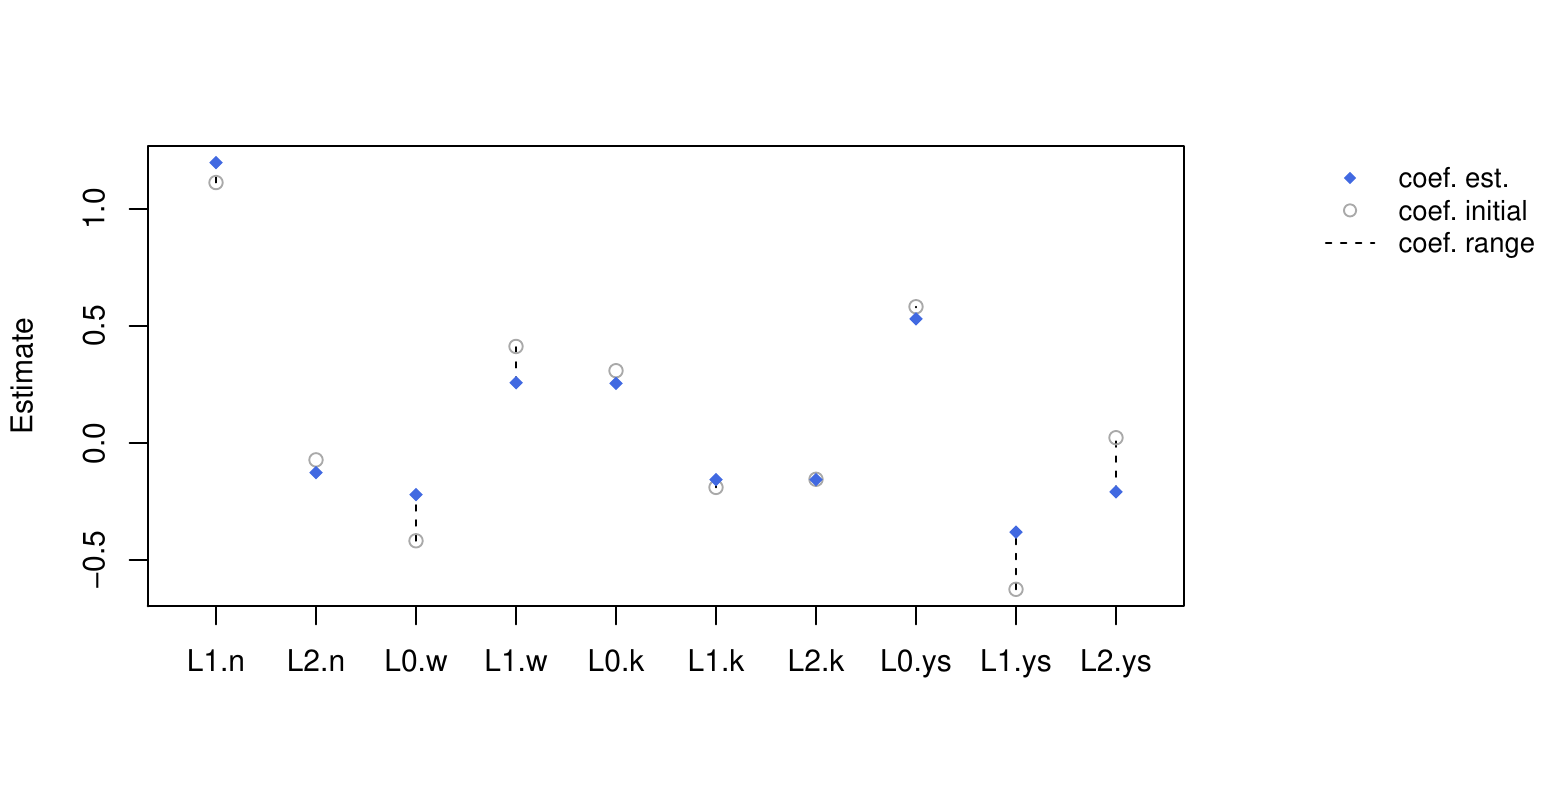 Estimate
1.0
0.5
0.0
−0.5
L1.n L2.n L0.w L1.w L0.k L1.k L2.k L0.ys L1.ys L2.ys
coef. est.
coef. initial
coef. range